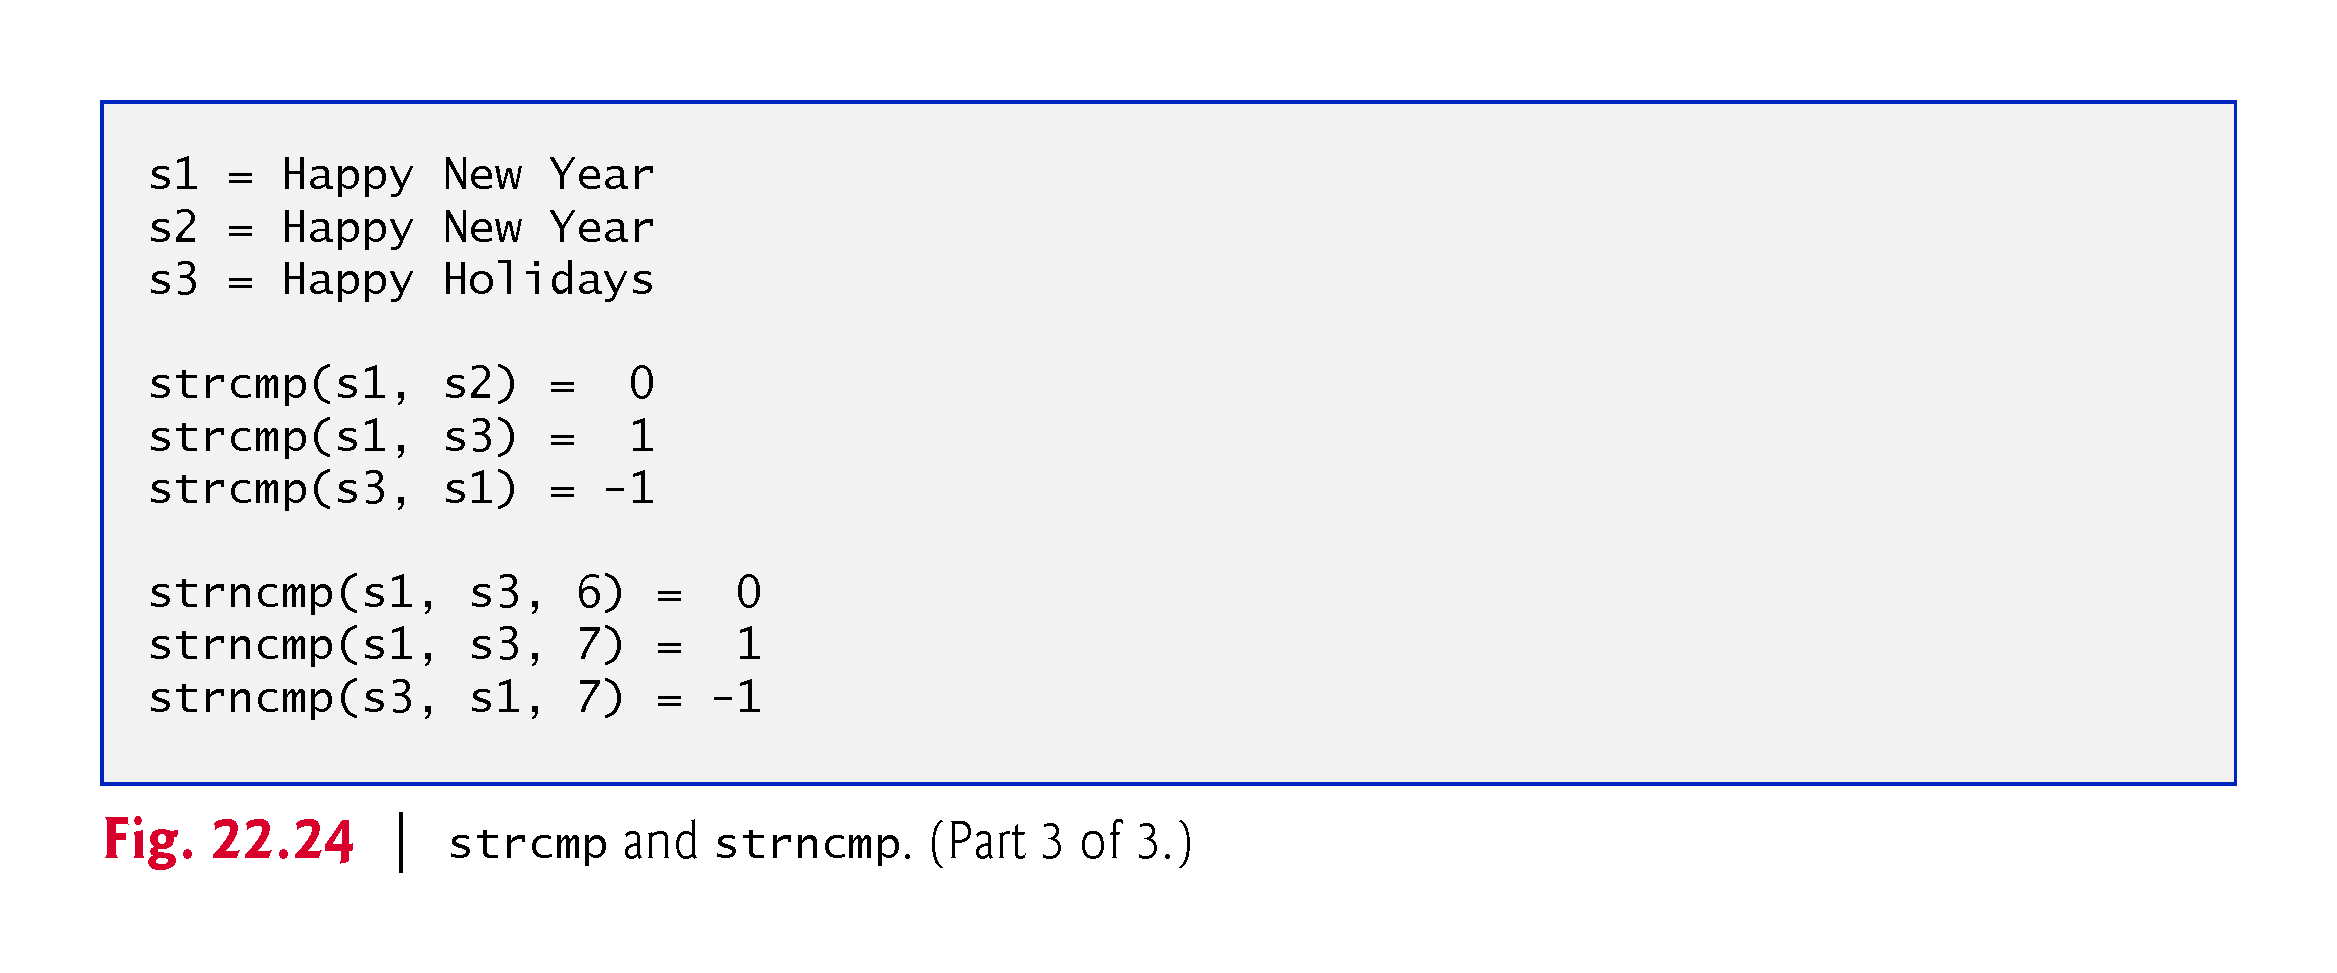 s1 = Happy New Year
s2 = Happy New Year
s3 = Happy Holidays
strcmp(s1, s2) =  0
strcmp(s1, s3) =  1
strcmp(s3, s1) = -1
strncmp(s1, s3, 6) =  0
strncmp(s1, s3, 7) =  1
strncmp(s3, s1, 7) = -1
Fig. 22.24 | strcmp and strncmp. (Part 3 of 3.)